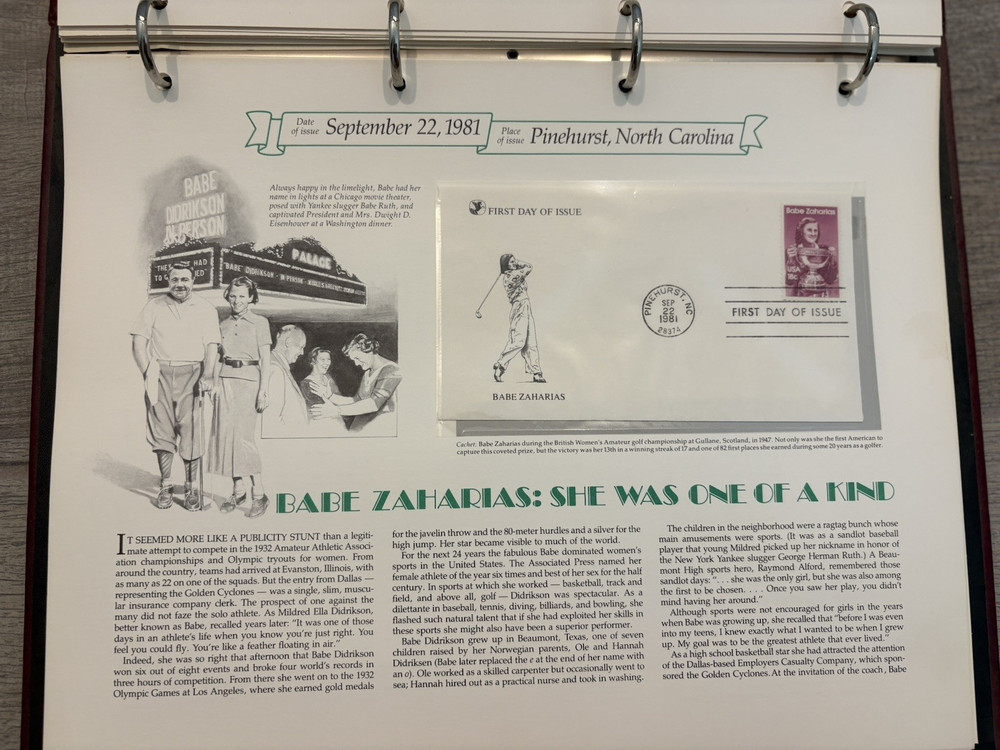 Date
of issue
September 22, 1981
Place
of issue
Pinehurst, North Carolina
Always happy in the limelight, Babe had her
name in lights at a Chicago movie theater,
posed with Yankee slugger Babe Ruth, and
captivated President and Mrs. Dwight D.
Eisenhower at a Washington dinner.
BABE
DIDRIKSON
IN PERSON
PALACE
"THEY HAD
TO G
"BABE" DIDRIKSON - IN PERSON -
FIRST DAY OF ISSUE
BABE ZAHARIAS
PINEHURST, NC
SEP
22
1981
28374
Babe Zaharias
USA
18c
FIRST DAY OF ISSUE
Cachet: Babe Zaharias during the British Women's Amateur golf championship at Gullane, Scotland, in 1947. Not only was she the first American to
capture this coveted prize, but the victory was her 13th in a winning streak of 17 and one of 82 first places she earned during some 20 years as a golfer.
BABE ZAHARIAS: SHE WAS ONE OF A KIND
IT SEEMED MORE LIKE A PUBLICITY STUNT than a legiti-
mate attempt to compete in the 1932 Amateur Athletic Associ-
ation championships and Olympic tryouts for women. From
around the country, teams had arrived at Evanston, Illinois, with
as many as 22 on one of the squads. But the entry from Dallas —
representing the Golden Cyclones — was a single, slim, muscu-
lar insurance company clerk. The prospect of one against the
many did not faze the solo athlete. As Mildred Ella Didrikson,
better known as Babe, recalled years later: "It was one of those
days in an athlete's life when you know you're just right. You
feel you could fly. You're like a feather floating in air."
Indeed, she was so right that afternoon that Babe Didrikson
won six out of eight events and broke four world's records in
three hours of competition. From there she went on to the 1932
Olympic Games at Los Angeles, where she earned gold medals
for the javelin throw and the 80-meter hurdles and a silver for the
high jump. Her star became visible to much of the world.
For the next 24 years the fabulous Babe dominated women's
sports in the United States. The Associated Press named her
female athlete of the year six times and best of her sex for the half
century. In sports at which she worked — basketball, track and
field, and above all, golf — Didrikson was spectacular. As a
dilettante in baseball, tennis, diving, billiards, and bowling, she
flashed such natural talent that if she had exploited her skills in
these sports she might also have been a superior performer.
Babe Didrikson grew up in Beaumont, Texas, one of seven
children raised by her Norwegian parents, Ole and Hannah
Didriksen (Babe later replaced the e at the end of her name with
an o). Ole worked as a skilled carpenter but occasionally went to
sea; Hannah hired out as a practical nurse and took in washing.
The children in the neighborhood were a ragtag bunch whose
main amusements were sports. (It was as a sandlot baseball
player that young Mildred picked up her nickname in honor of
the New York Yankee slugger George Herman Ruth.) A Beau-
mont High sports hero, Raymond Alford, remembered those
sandlot days: ". . . she was the only girl, but she was also among
the first to be chosen. . . . Once you saw her play, you didn't
mind having her around."
Although sports were not encouraged for girls in the years
when Babe was growing up, she recalled that "before I was even
into my teens, I knew exactly what I wanted to be when I grew
up. My goal was to be the greatest athlete that ever lived."
As a high school basketball star she had attracted the attention
of the Dallas-based Employers Casualty Company, which spon-
sored the Golden Cyclones. At the invitation of the coach, Babe